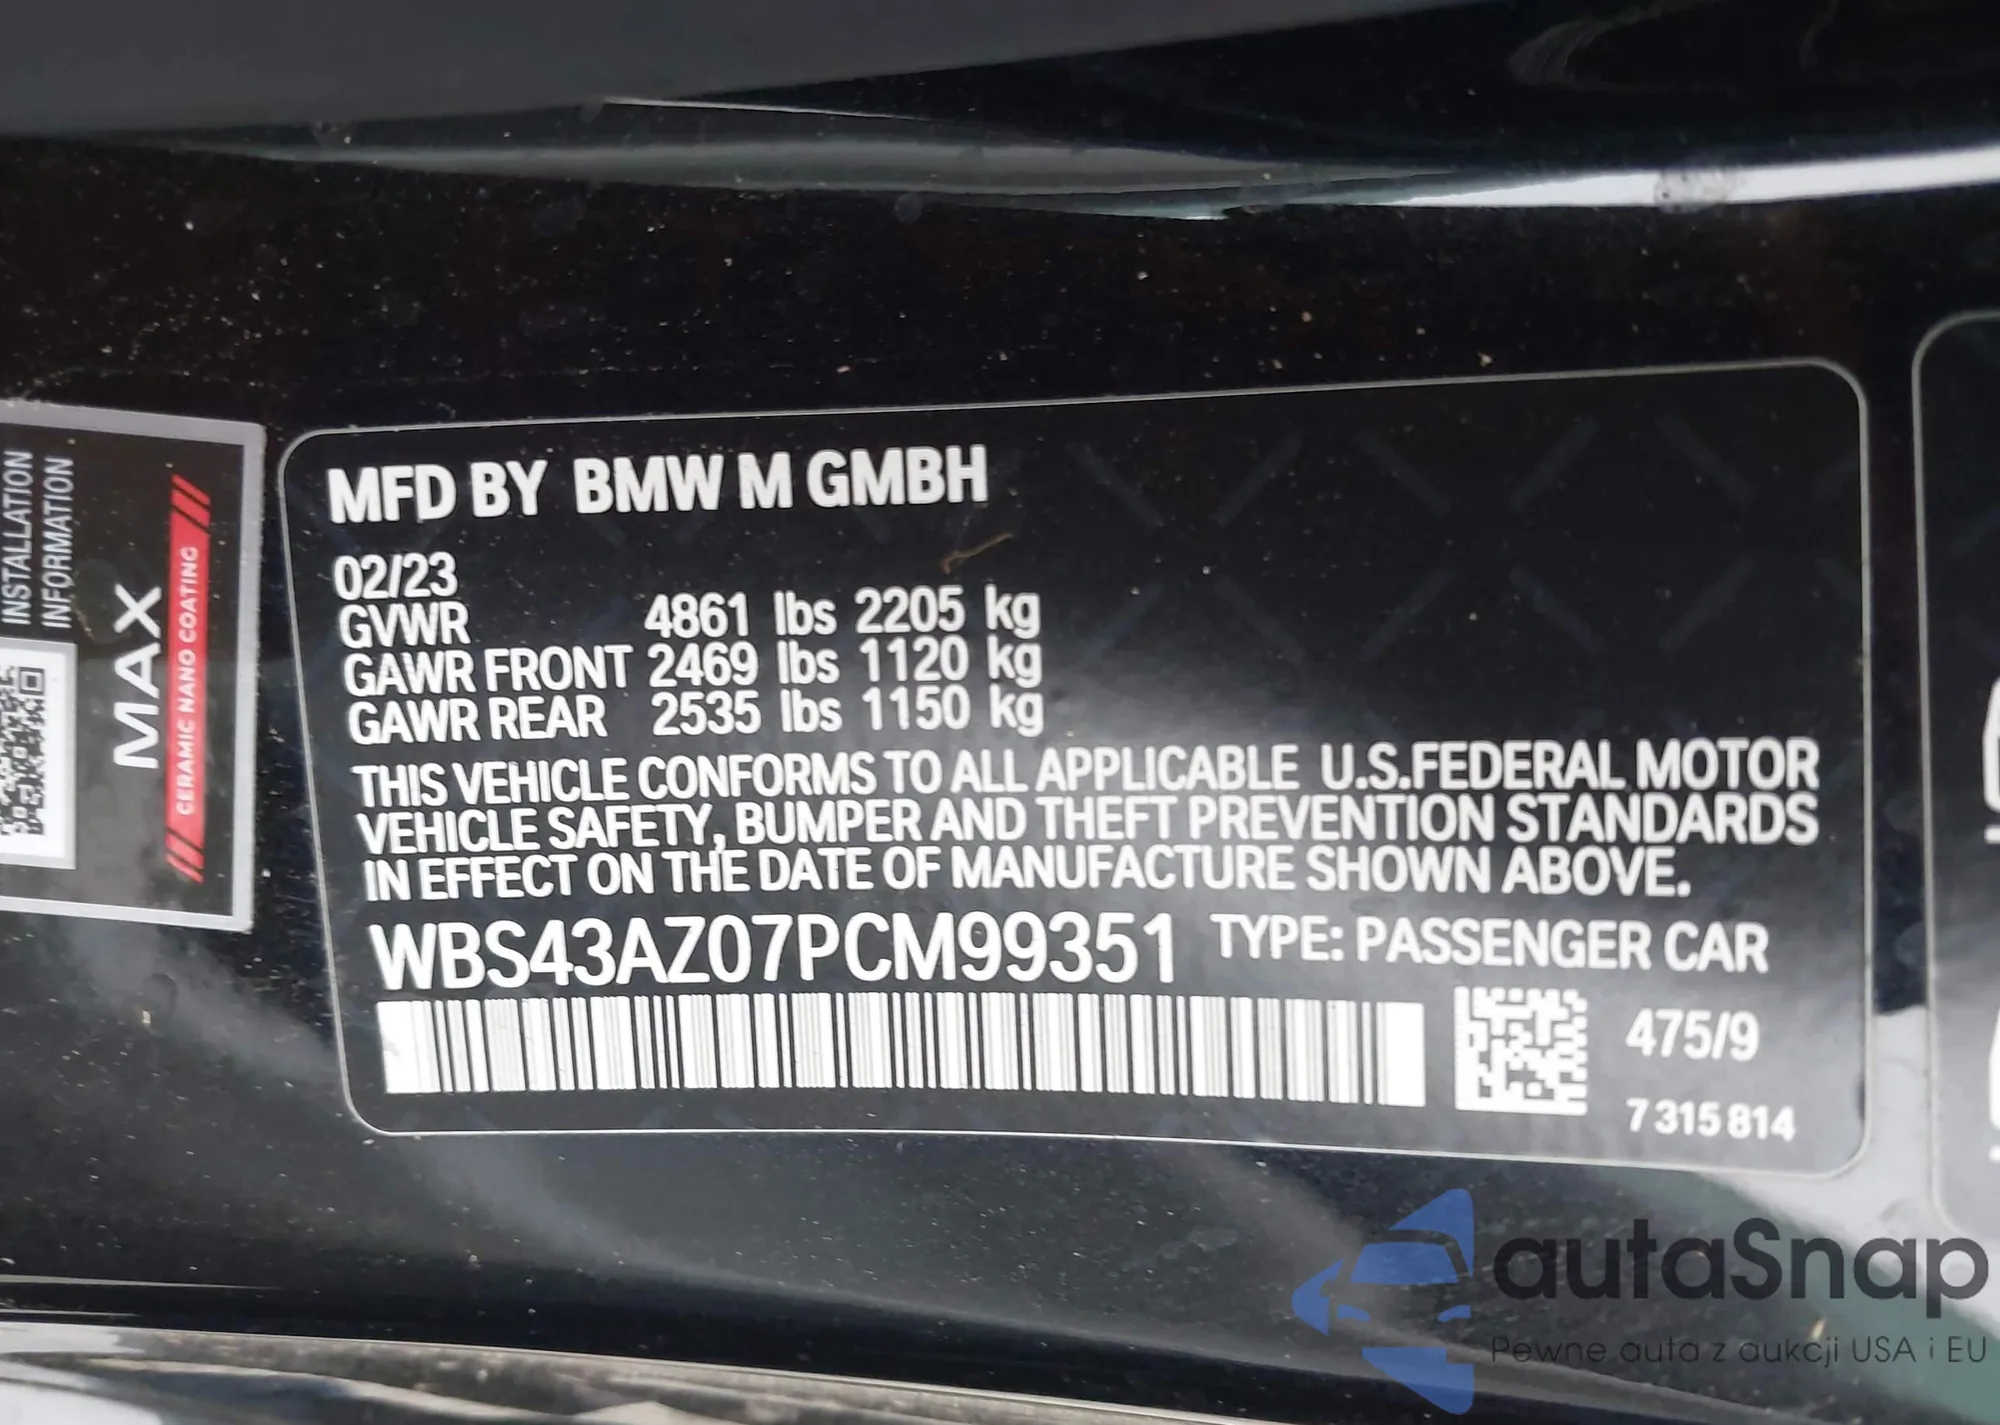 INSTALLATION
INFORMATION
MAX
CERAMIC NANO COATING
MFD BY BMW M GMBH
02/23
GVWR 4861 lbs 2205 kg
GAWR FRONT 2469 lbs 1120 kg
GAWR REAR 2535 lbs 1150 kg
THIS VEHICLE CONFORMS TO ALL APPLICABLE U.S.FEDERAL MOTOR
VEHICLE SAFETY, BUMPER AND THEFT PREVENTION STANDARDS
IN EFFECT ON THE DATE OF MANUFACTURE SHOWN ABOVE.
WBS43AZ07PCM99351 TYPE: PASSENGER CAR
475/9
7 315 814
autaSnap
Pewne auta z aukcji USA i EU